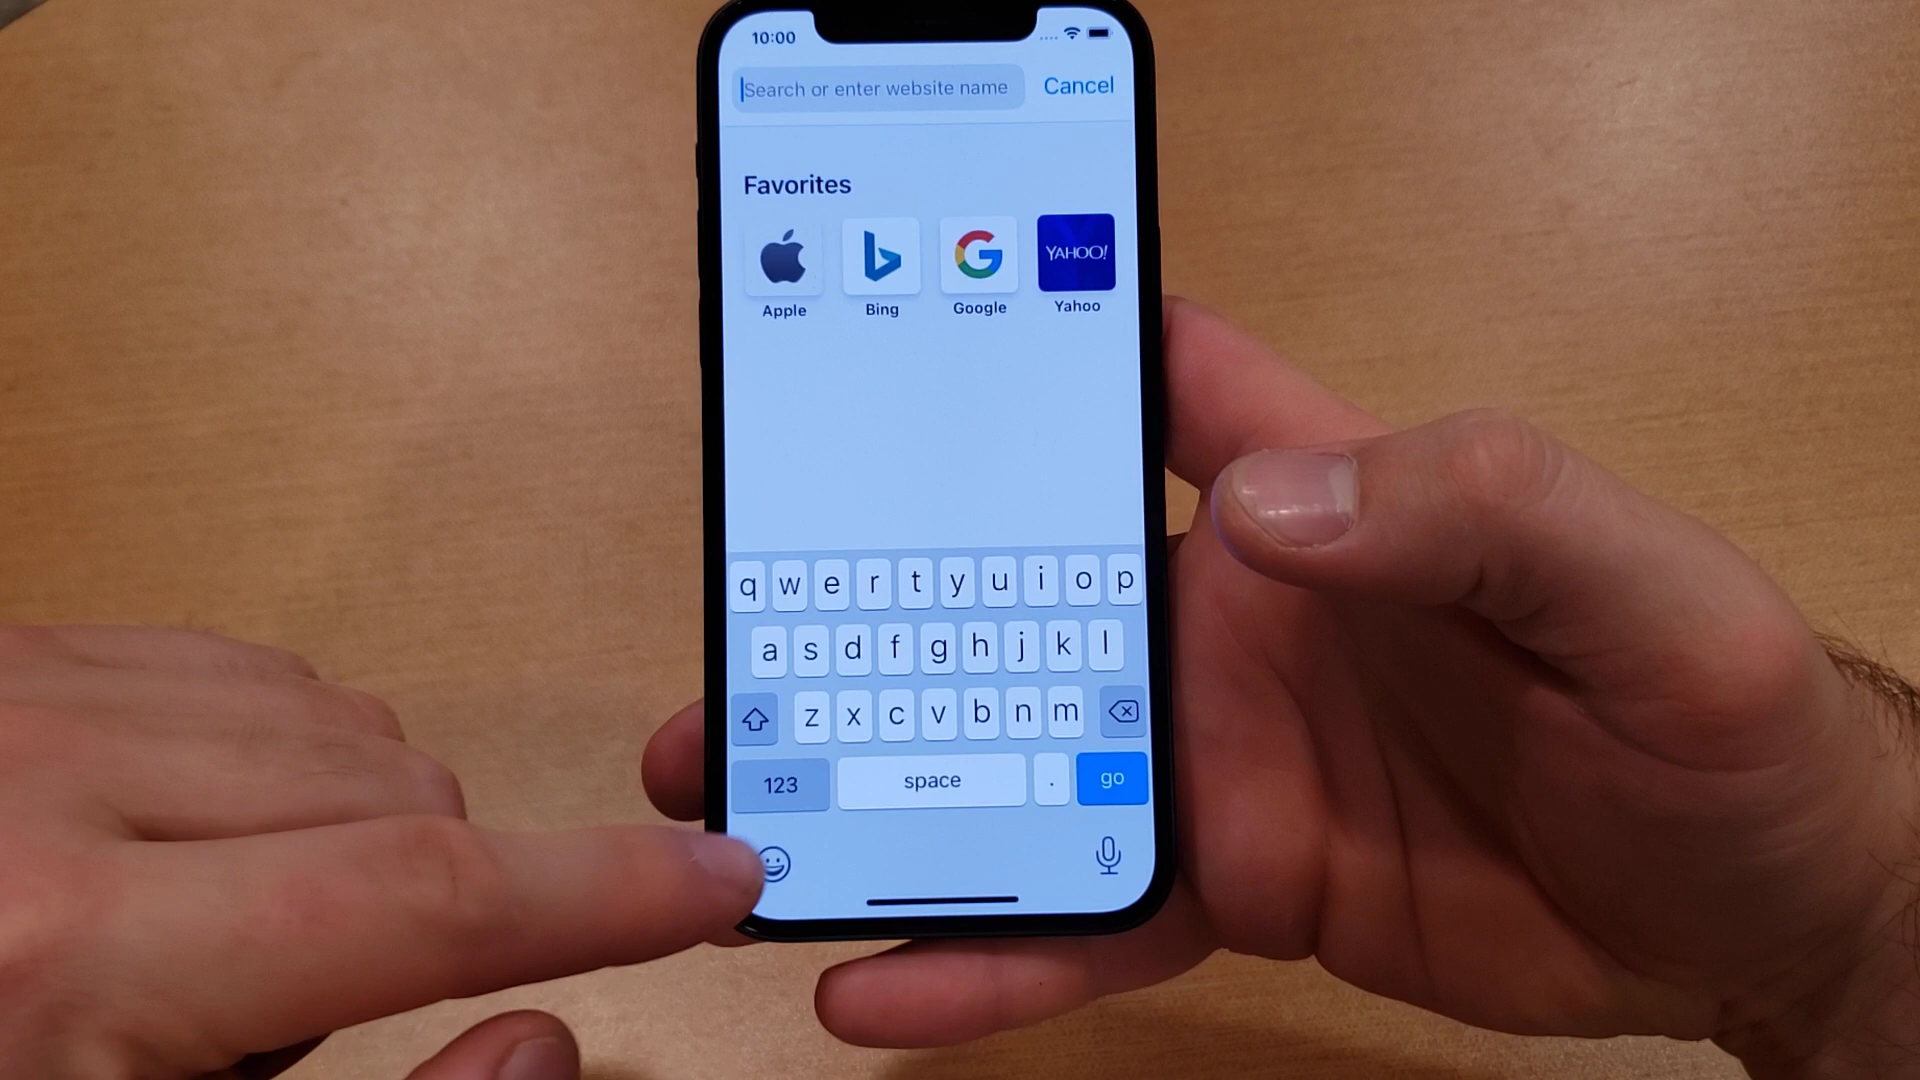 10:00
Search or enter website name Cancel
Favorites
YAHOO!
Apple Bing Google Yahoo
q w e r t y u i o p
a s d f g h j k l
z x c v b n m
123 space . go